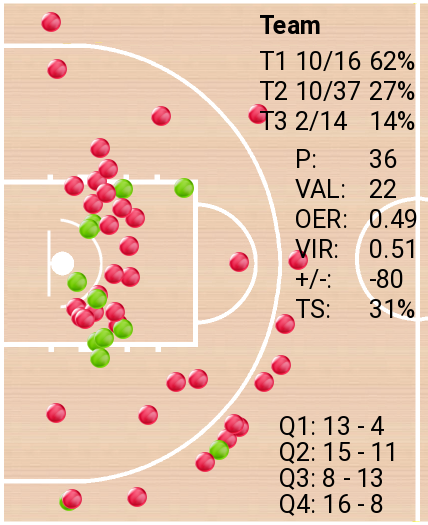 Team
T1 10/16 62%
T2 10/37 27%
T3 2/14 14%
P: 36
VAL: 22
OER: 0.49
VIR: 0.51
+/-: -80
TS: 31%
Q1: 13 - 4
Q2: 15 - 11
Q3: 8 - 13
Q4: 16 - 8